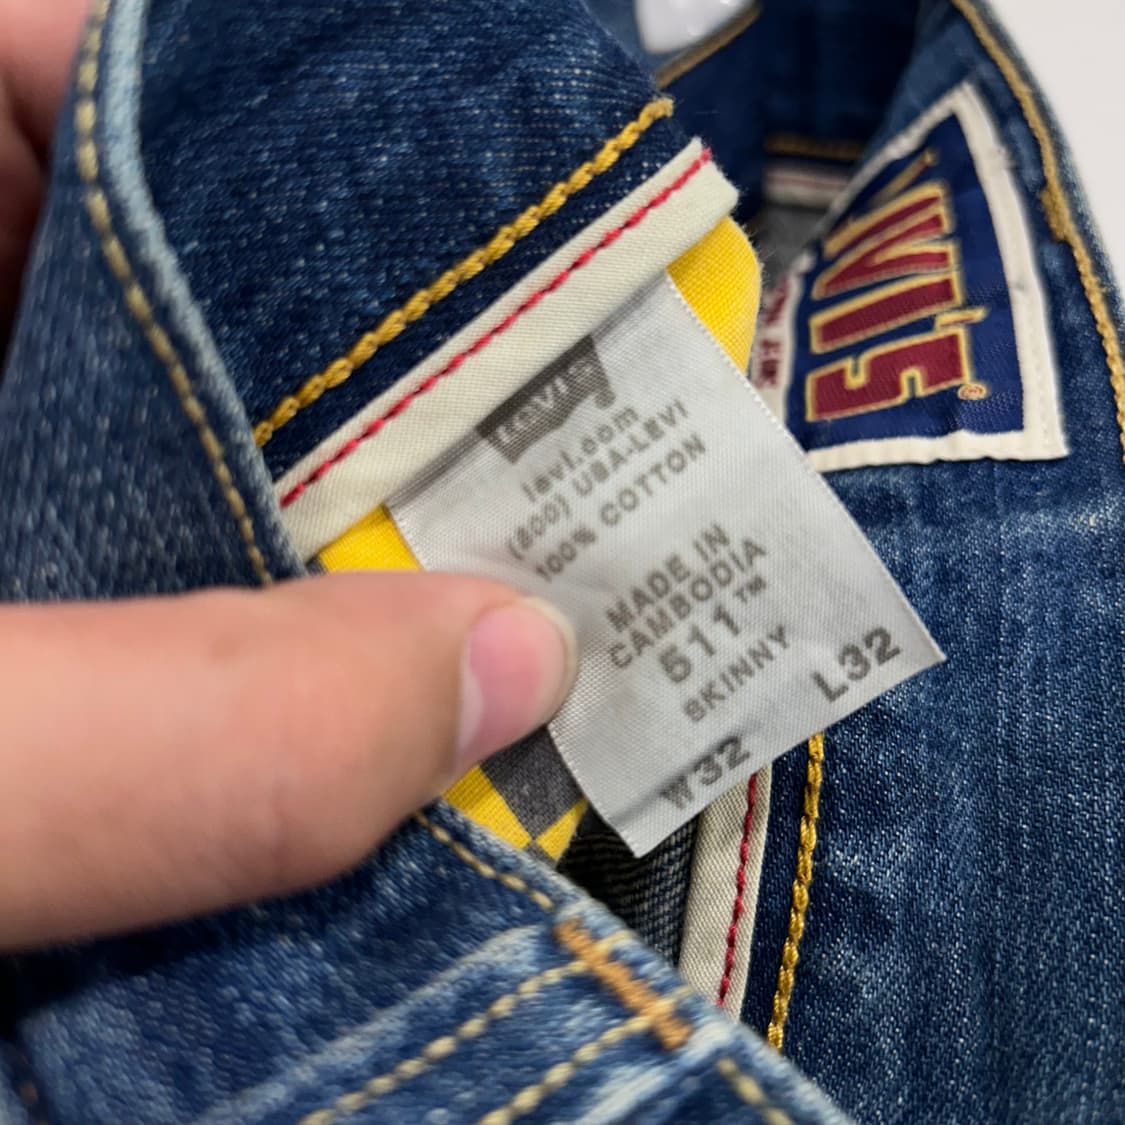 Levi's
levi.com
(800) USA-LEVI
100% COTTON
MADE IN
CAMBODIA
511™
SKINNY
W32 L32
LEVI'S®